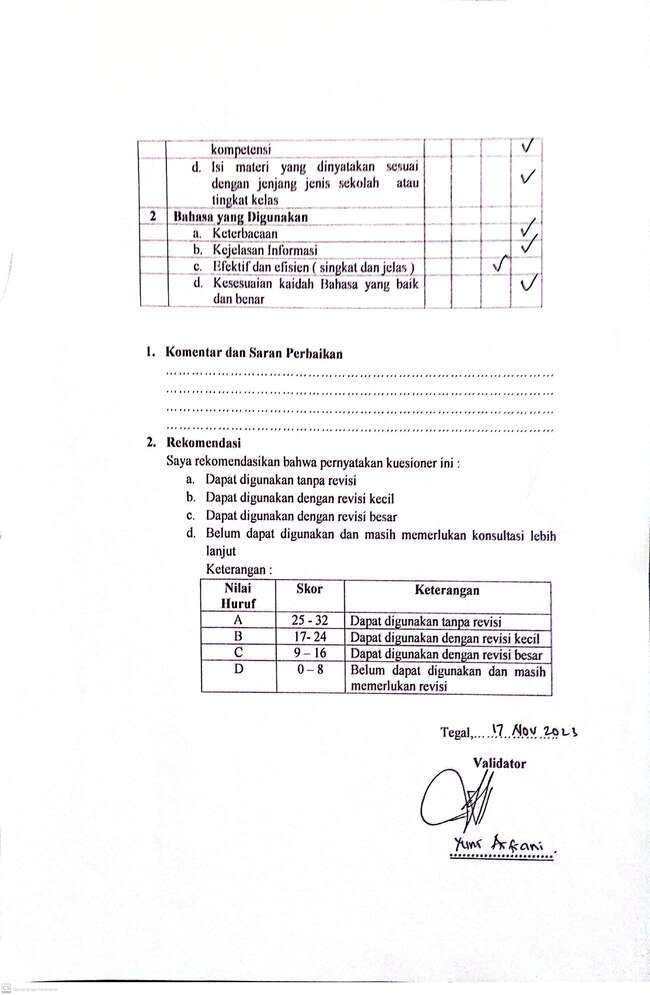 kompetensi ✓
d. Isi materi yang dinyatakan sesuai
dengan jenjang jenis sekolah atau ✓
tingkat kelas
2 Bahasa yang Digunakan
a. Keterbacaan ✓
b. Kejelasan Informasi ✓
c. Efektif dan efisien ( singkat dan jelas ) ✓
d. Kesesuaian kaidah Bahasa yang baik ✓
dan benar
1. Komentar dan Saran Perbaikan
2. Rekomendasi
Saya rekomendasikan bahwa pernyatakan kuesioner ini :
a. Dapat digunakan tanpa revisi
b. Dapat digunakan dengan revisi kecil
c. Dapat digunakan dengan revisi besar
d. Belum dapat digunakan dan masih memerlukan konsultasi lebih
lanjut
Keterangan :
Nilai Skor Keterangan
Huruf
A 25 - 32 Dapat digunakan tanpa revisi
B 17- 24 Dapat digunakan dengan revisi kecil
C 9 – 16 Dapat digunakan dengan revisi besar
D 0 – 8 Belum dapat digunakan dan masih
memerlukan revisi
Tegal,.....17 Nov 2023
Validator
Arfani